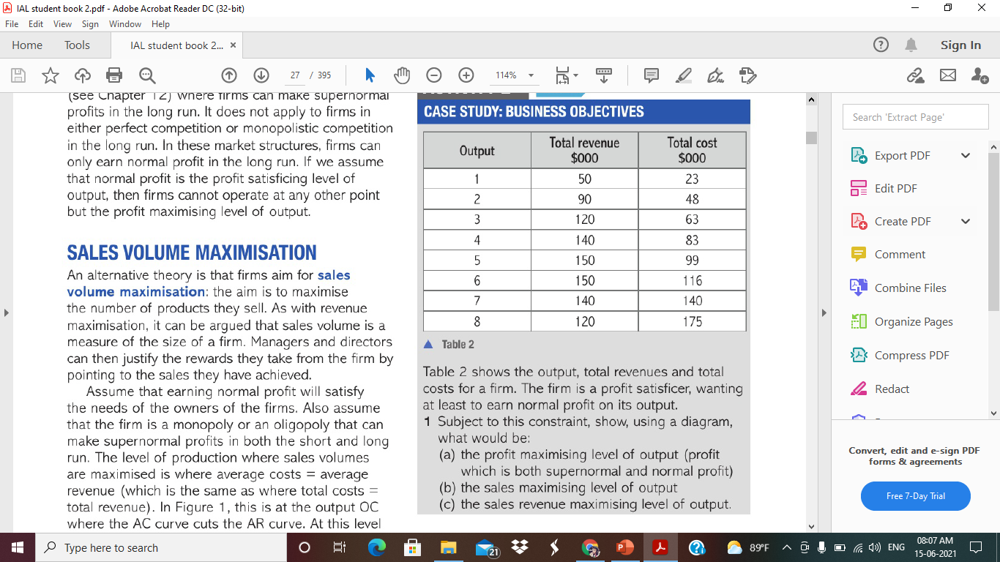 IAL student book 2.pdf - Adobe Acrobat Reader DC (32-bit)
File Edit View Sign Window Help
Home Tools IAL student book 2... × Sign In
27 / 395 114%
(see Chapter 12) where firms can make supernormal
profits in the long run. It does not apply to firms in
either perfect competition or monopolistic competition
in the long run. In these market structures, firms can
only earn normal profit in the long run. If we assume
that normal profit is the profit satisficing level of
output, then firms cannot operate at any other point
but the profit maximising level of output.
SALES VOLUME MAXIMISATION
An alternative theory is that firms aim for sales
volume maximisation: the aim is to maximise
the number of products they sell. As with revenue
maximisation, it can be argued that sales volume is a
measure of the size of a firm. Managers and directors
can then justify the rewards they take from the firm by
pointing to the sales they have achieved.
Assume that earning normal profit will satisfy
the needs of the owners of the firms. Also assume
that the firm is a monopoly or an oligopoly that can
make supernormal profits in both the short and long
run. The level of production where sales volumes
are maximised is where average costs = average
revenue (which is the same as where total costs =
total revenue). In Figure 1, this is at the output OC
where the AC curve cuts the AR curve. At this level
CASE STUDY: BUSINESS OBJECTIVES
Output Total revenue $000 Total cost $000
1 50 23
2 90 48
3 120 63
4 140 83
5 150 99
6 150 116
7 140 140
8 120 175
▲ Table 2
Table 2 shows the output, total revenues and total
costs for a firm. The firm is a profit satisficer, wanting
at least to earn normal profit on its output.
1 Subject to this constraint, show, using a diagram,
what would be:
(a) the profit maximising level of output (profit
which is both supernormal and normal profit)
(b) the sales maximising level of output
(c) the sales revenue maximising level of output.
Search 'Extract Page'
Export PDF
Edit PDF
Create PDF
Comment
Combine Files
Organize Pages
Compress PDF
Redact
Convert, edit and e-sign PDF
forms & agreements
Free 7-Day Trial
Type here to search
21
89°F ENG 08:07 AM
15-06-2021